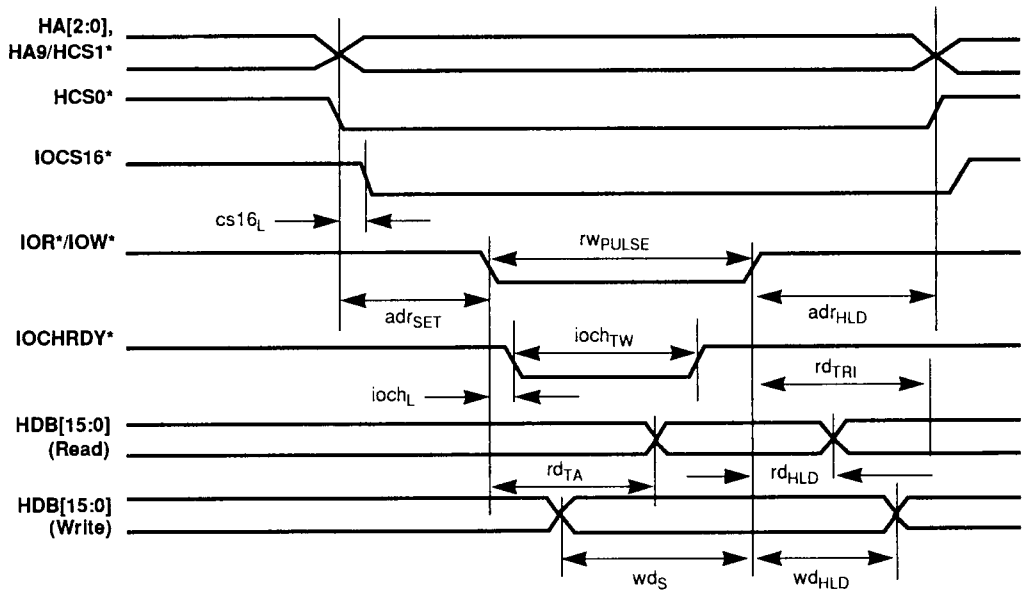 HA[2:0],
HA9/HCS1*
HCS0*
IOCS16*
cs16L
IOR*/IOW*
rwPULSE
adrSET
adrHLD
IOCHRDY*
iochTW
rdTRI
iochL
HDB[15:0]
(Read)
rdTA
rdHLD
HDB[15:0]
(Write)
wdS
wdHLD